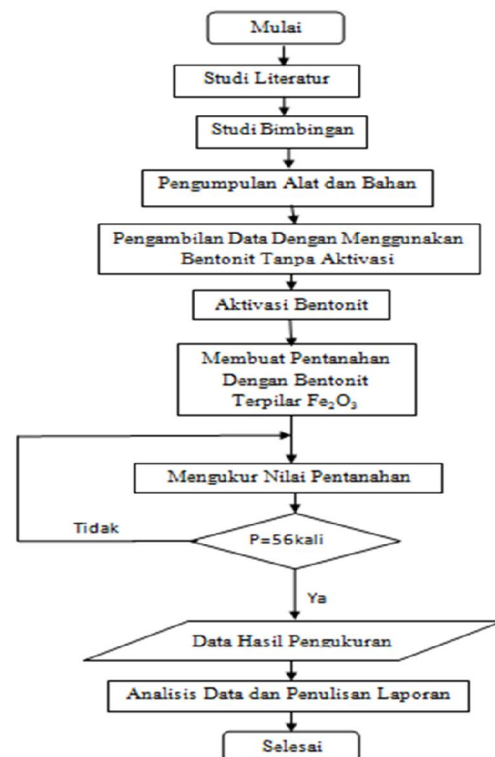 Mulai
Studi Literatur
Studi Bimbingan
Pengumpulan Alat dan Bahan
Pengambilan Data Dengan Menggunakan
Bentonit Tanpa Aktivasi
Aktivasi Bentonit
Membuat Pentanahan
Dengan Bentonit
Terpilar Fe₂O₃
Mengukur Nilai Pentanahan
Tidak
P=56kali
Ya
Data Hasil Pengukuran
Analisis Data dan Penulisan Laporan
Selesai